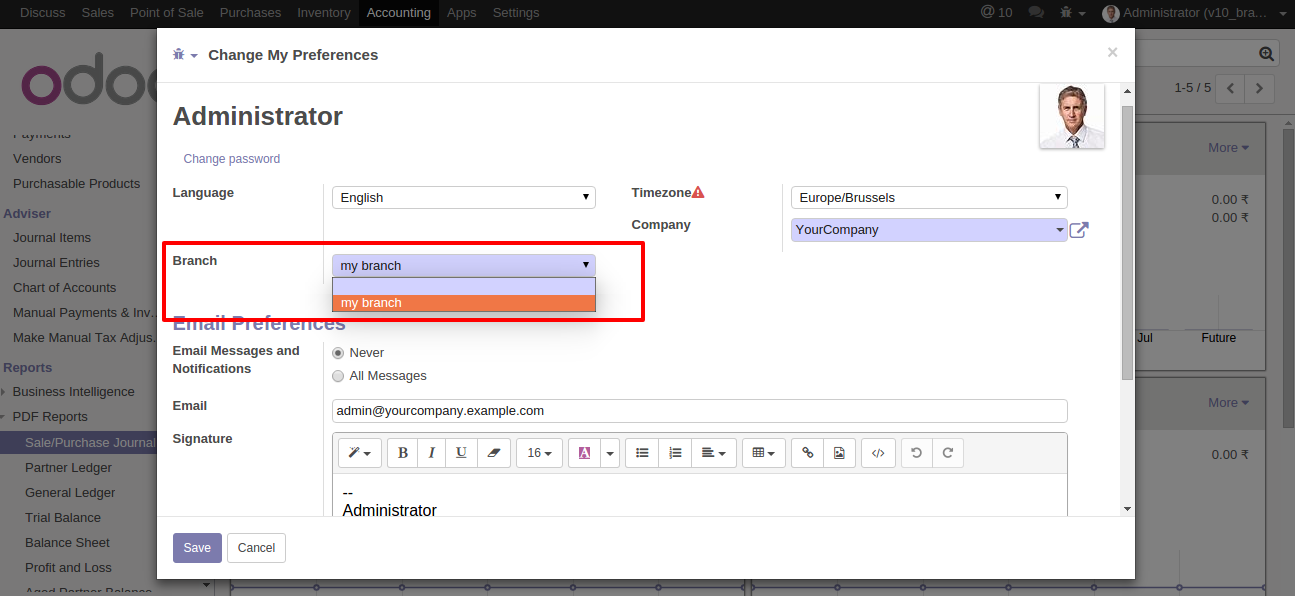 Discuss Sales Point of Sale Purchases Inventory Accounting Apps Settings @ 10 Administrator (v10_bra...
Change My Preferences ×
odoo
1-5 / 5
Administrator
Payments
Vendors
Purchasable Products
Adviser
Journal Items
Journal Entries
Chart of Accounts
Manual Payments & Inv...
Make Manual Tax Adjus...
Reports
Business Intelligence
PDF Reports
Sale/Purchase Journal
Partner Ledger
General Ledger
Trial Balance
Balance Sheet
Profit and Loss
Aged Partner Balance
Change password
Language English
Timezone Europe/Brussels
Company YourCompany
Branch my branch
my branch
Email Preferences
Email Messages and
Notifications
Never
All Messages
Email admin@yourcompany.example.com
Signature
B I U 16 A </>
--
Administrator
Save Cancel
More
0.00 ₹
0.00 ₹
Jul Future
More
0.00 ₹